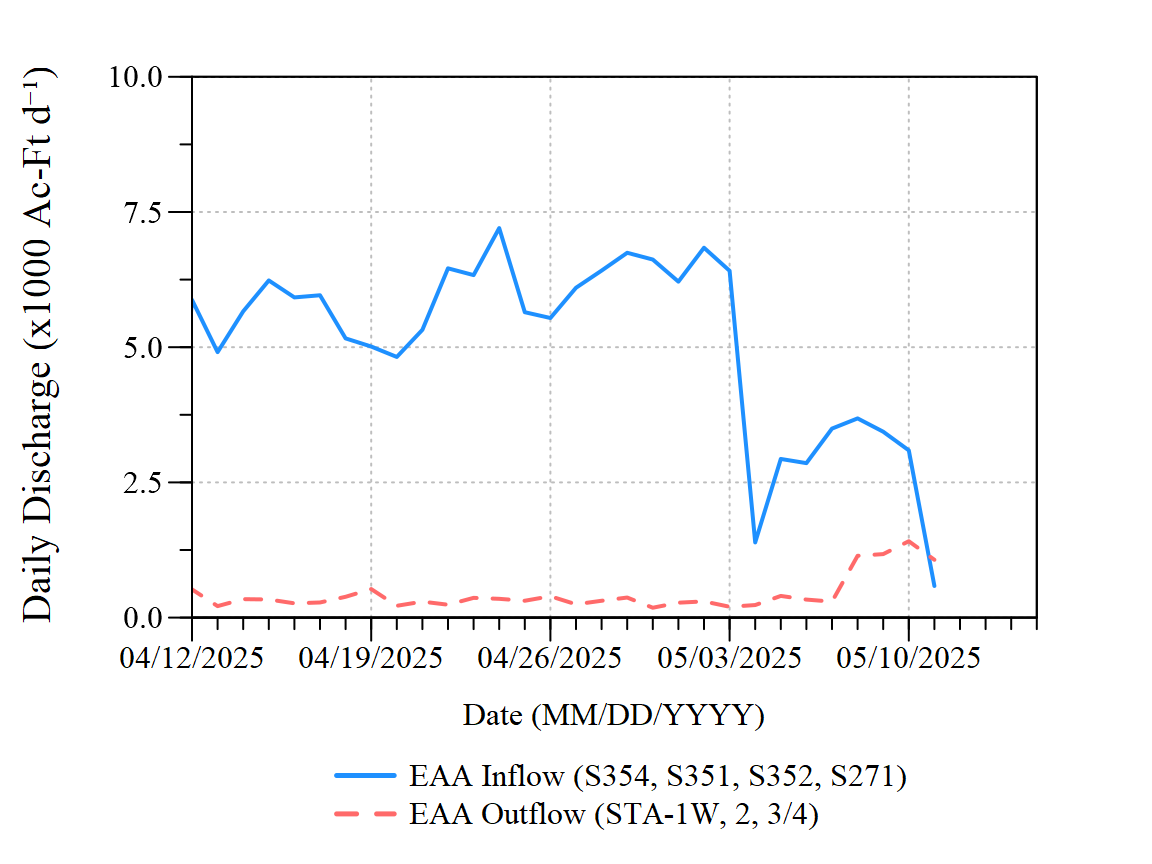 Daily Discharge (x1000 Ac-Ft d⁻¹)
10.0
7.5
5.0
2.5
0.0
04/12/2025 04/19/2025 04/26/2025 05/03/2025 05/10/2025
Date (MM/DD/YYYY)
EAA Inflow (S354, S351, S352, S271)
EAA Outflow (STA-1W, 2, 3/4)